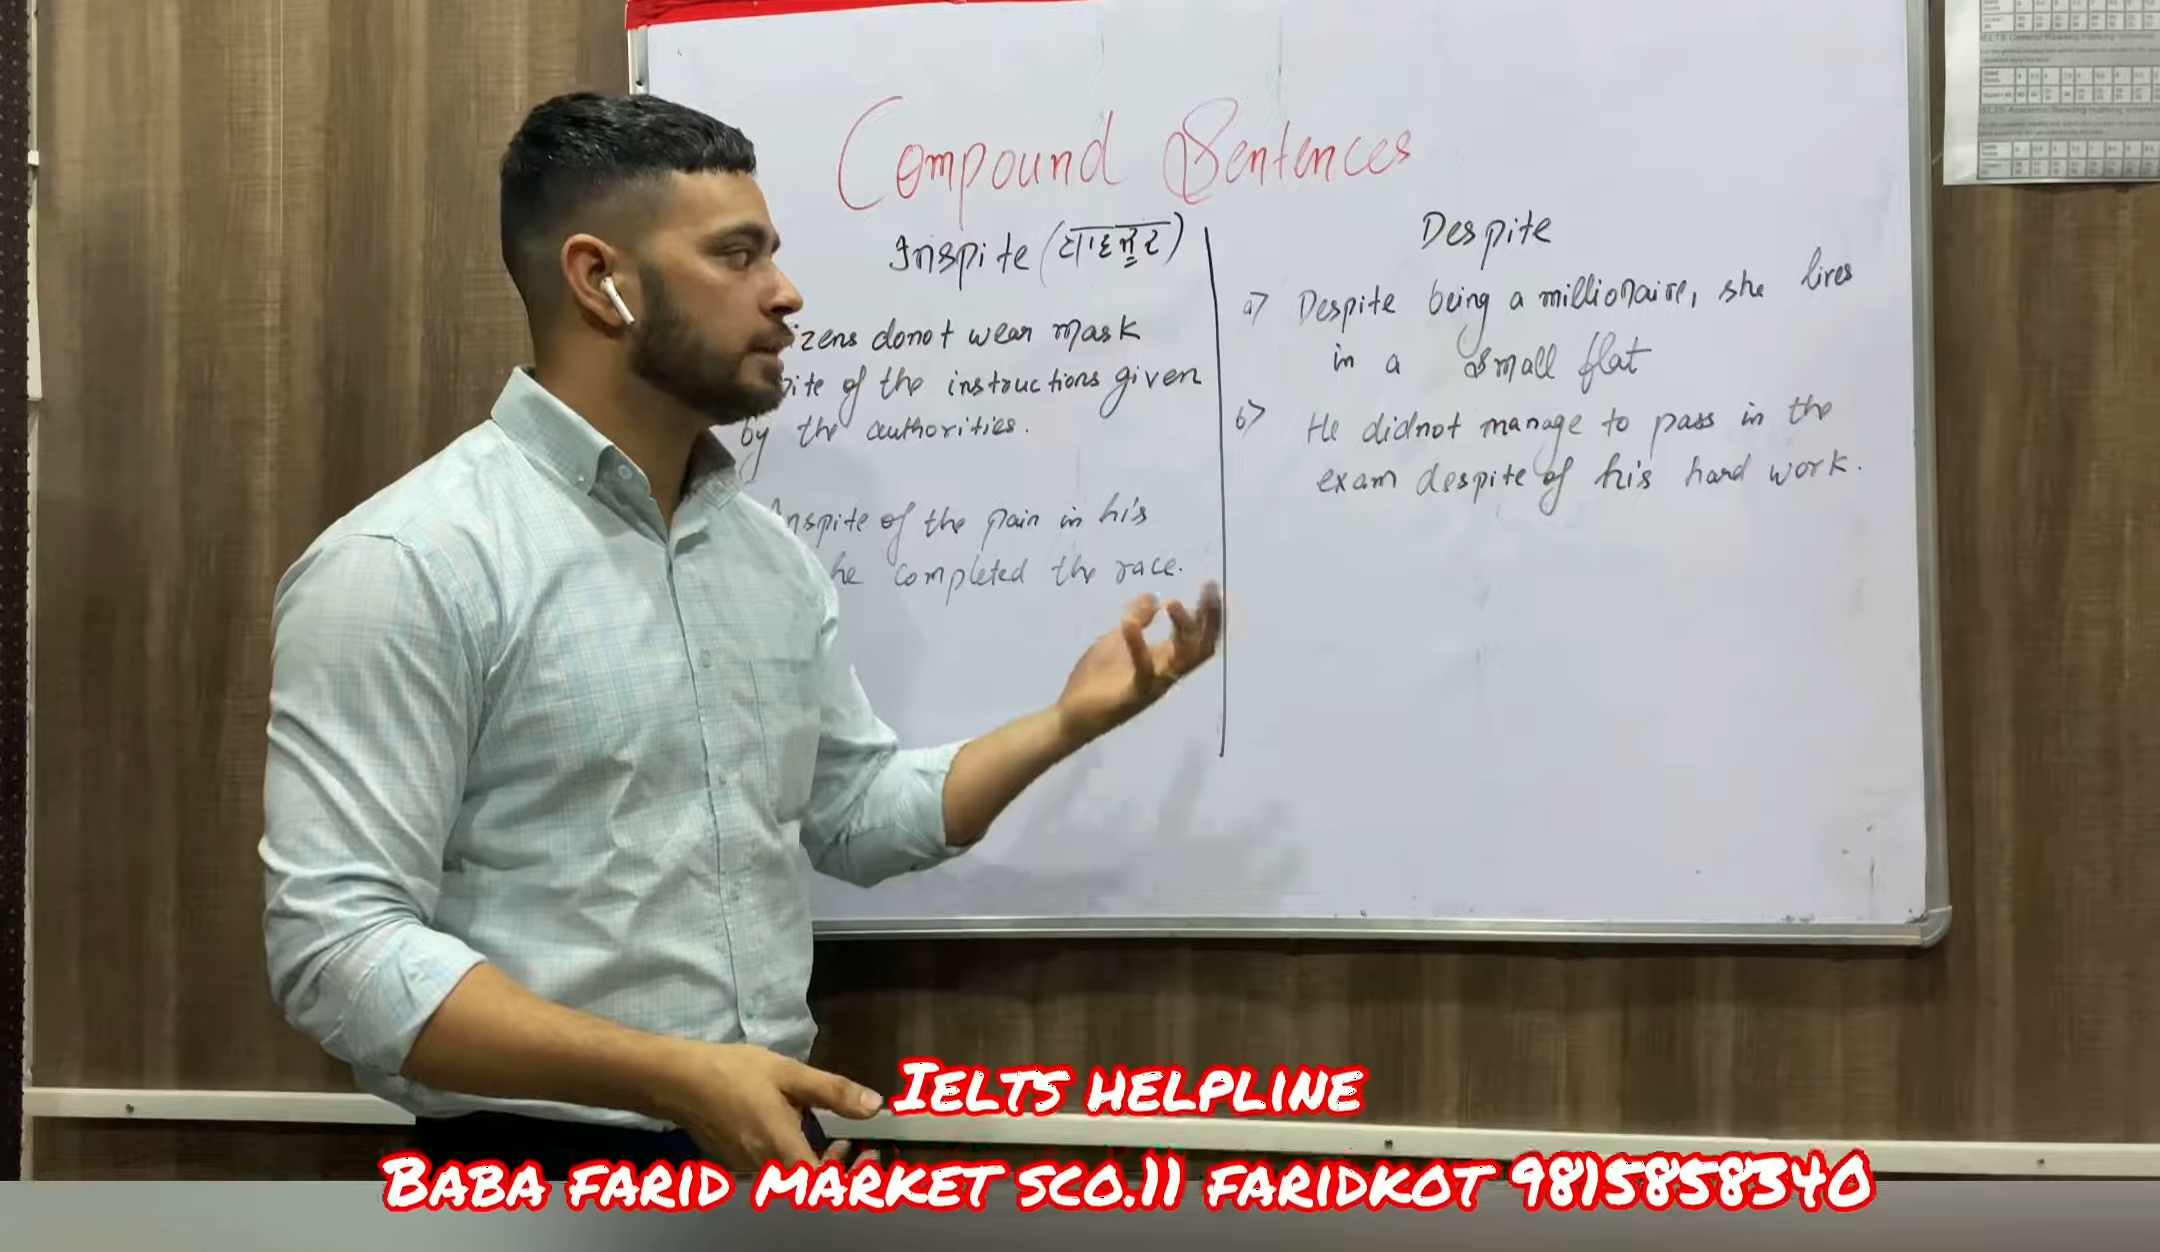 Compound Sentences
Inspite
izens donot wear mask
ite of the instructions given
by the authorities.
Inspite of the pain in his
he completed the race.
Despite
a) Despite being a millionaire, she lives
in a small flat
b) He didnot manage to pass in the
exam despite of his hard work.
IELTS HELPLINE
BABA FARID MARKET SCO.11 FARIDKOT 9815858340